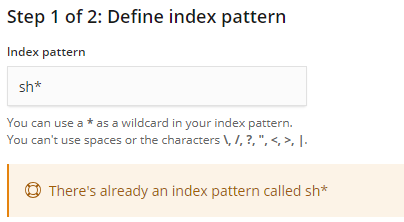 Step 1 of 2: Define index pattern
Index pattern
sh*
You can use a * as a wildcard in your index pattern.
You can't use spaces or the characters \, /, ?, ", <, >, |.
There's already an index pattern called sh*